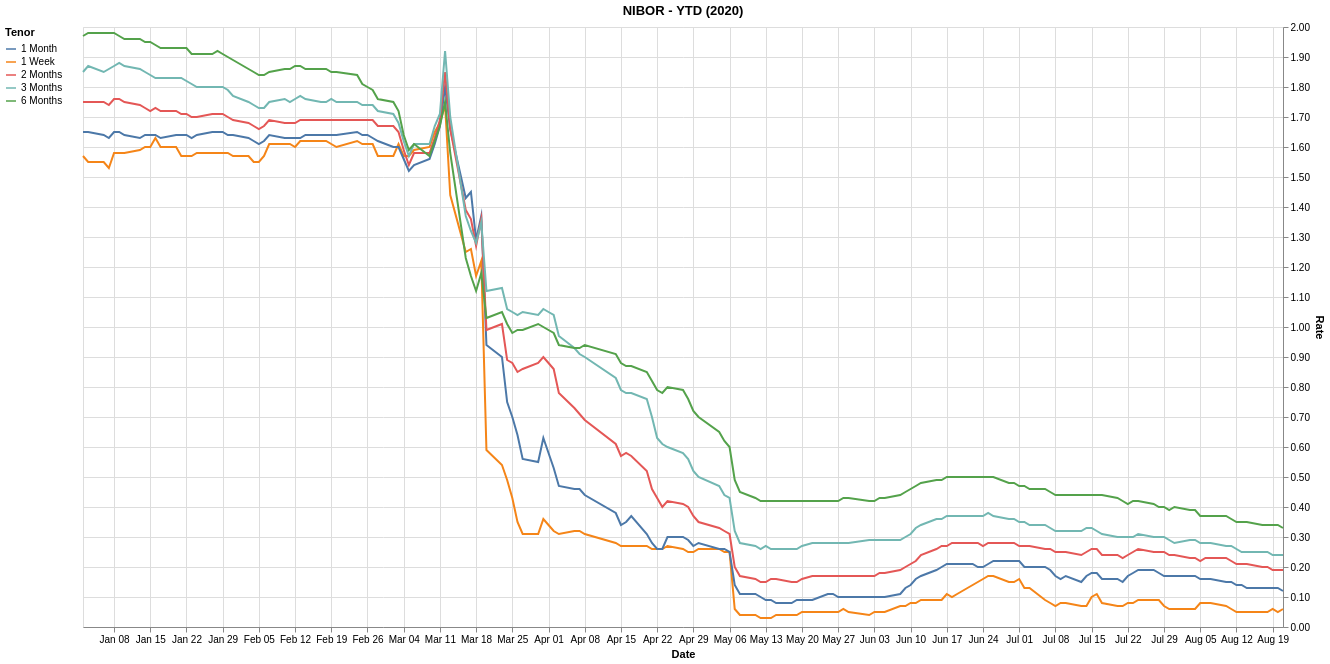 NIBOR - YTD (2020)
Tenor
1 Month
1 Week
2 Months
3 Months
6 Months
2.00
1.90
1.80
1.70
1.60
1.50
1.40
1.30
1.20
1.10
1.00
0.90
0.80
0.70
0.60
0.50
0.40
0.30
0.20
0.10
0.00
Rate
Jan 08 Jan 15 Jan 22 Jan 29 Feb 05 Feb 12 Feb 19 Feb 26 Mar 04 Mar 11 Mar 18 Mar 25 Apr 01 Apr 08 Apr 15 Apr 22 Apr 29 May 06 May 13 May 20 May 27 Jun 03 Jun 10 Jun 17 Jun 24 Jul 01 Jul 08 Jul 15 Jul 22 Jul 29 Aug 05 Aug 12 Aug 19
Date